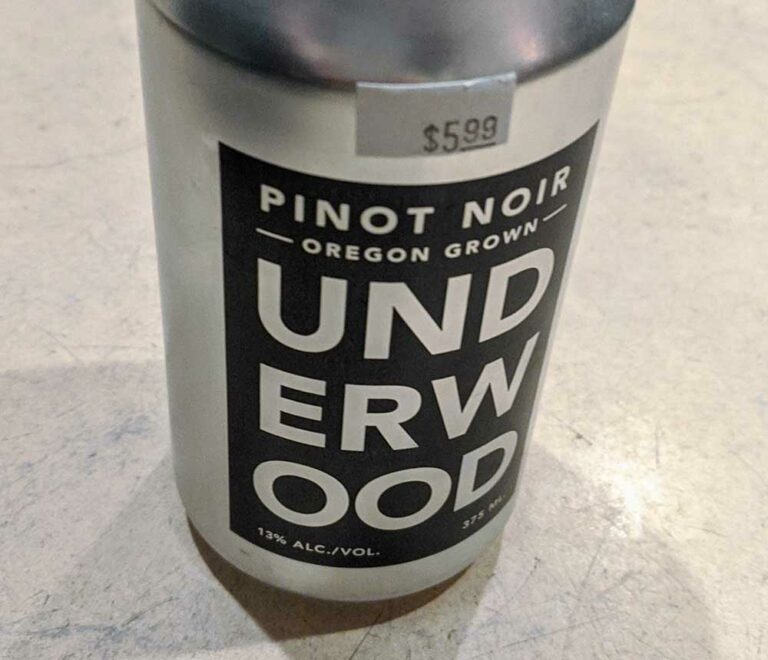 $5.99
PINOT NOIR
OREGON GROWN
UND
ERW
OOD
13% ALC./VOL.
375 ML.